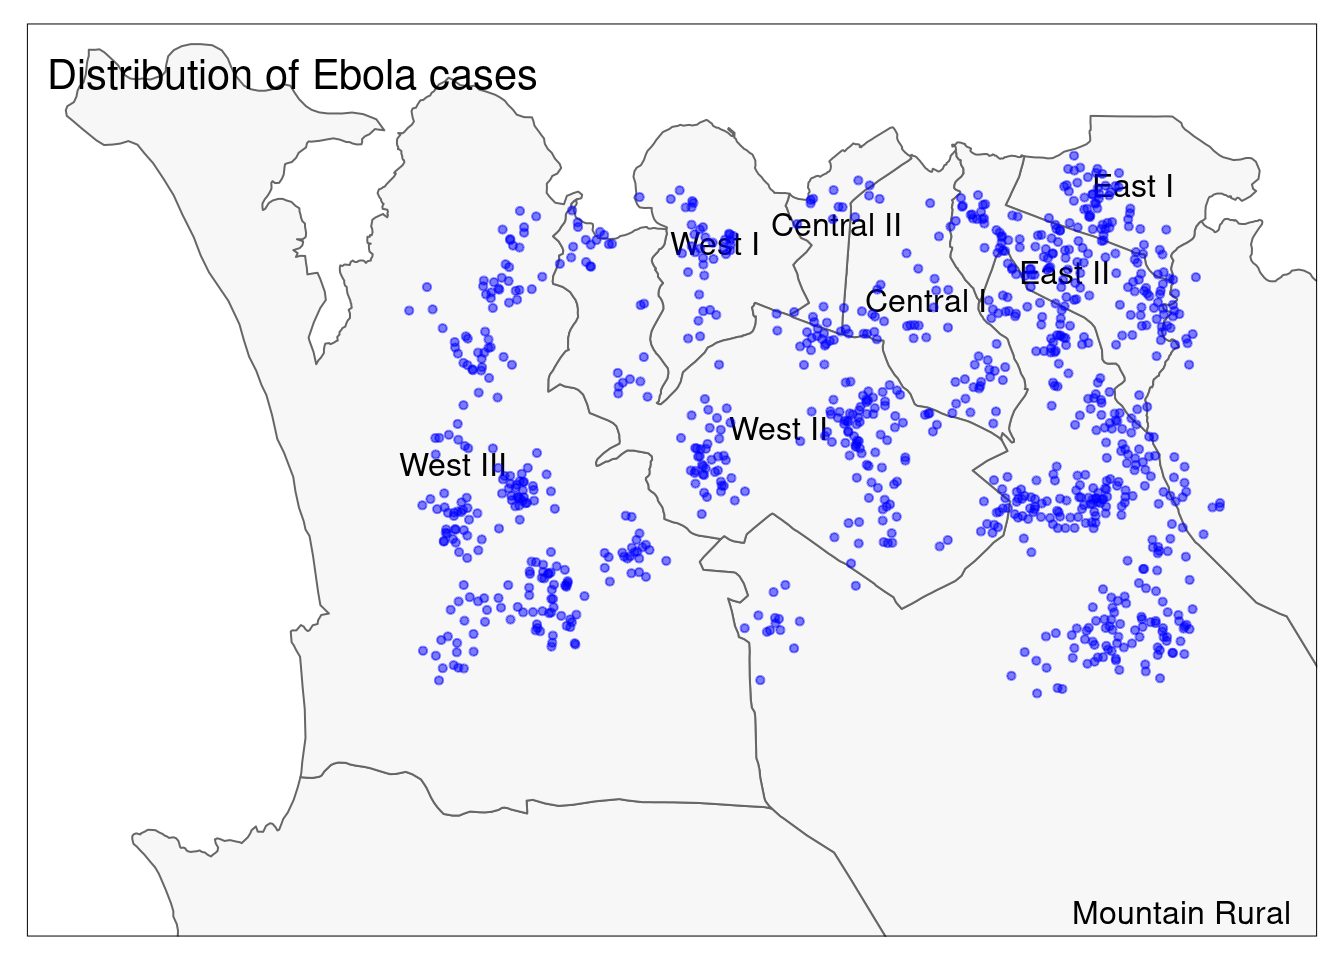 Distribution of Ebola cases
East I
Central II
West I
East II
Central I
West II
West III
Mountain Rural